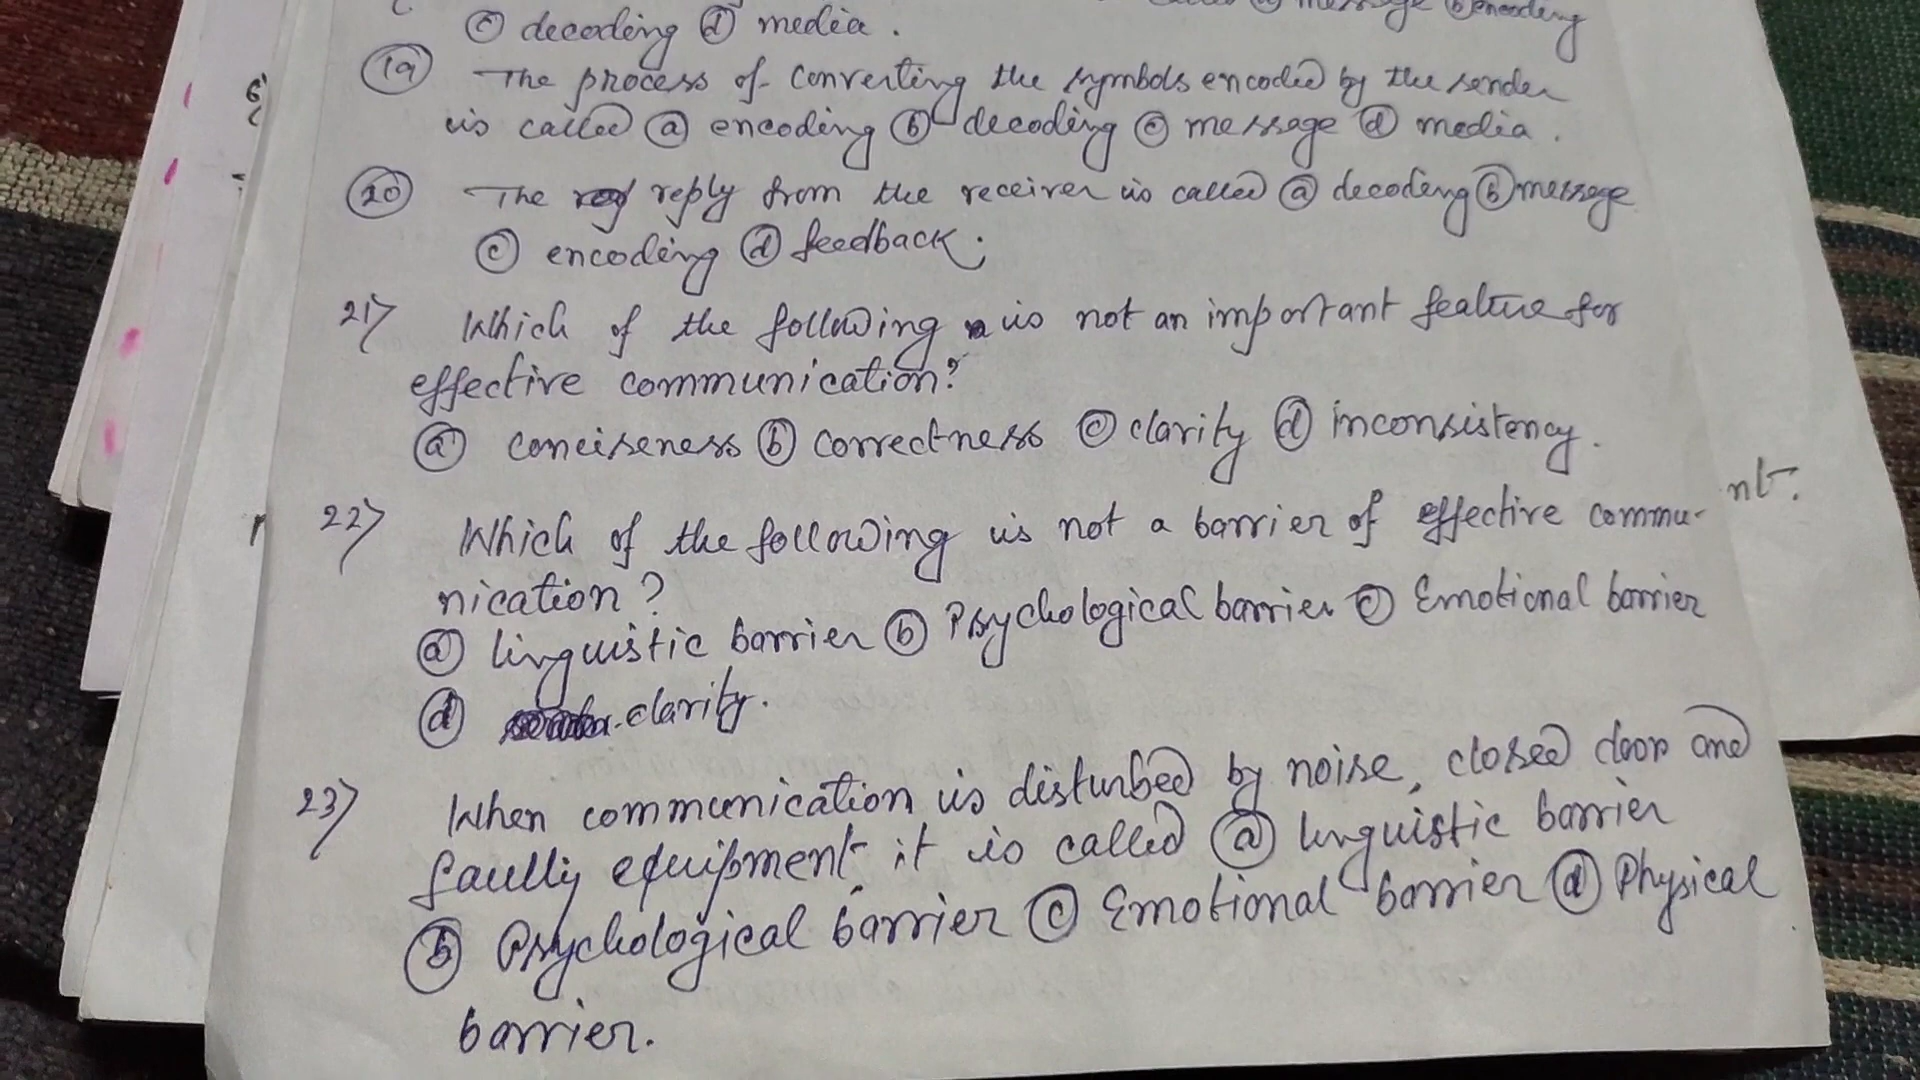 message ⓑ encoding
ⓒ decoding ⓓ media.
⑲ The process of converting the symbols encoded by the sender
is called ⓐ encoding ⓑ decoding ⓒ message ⓓ media.
⑳ The reply from the receiver is called ⓐ decoding ⓑ message
ⓒ encoding ⓓ feedback.
21) Which of the following is not an important feature for
effective communication?
ⓐ conciseness ⓑ correctness ⓒ clarity ⓓ inconsistency.
22) Which of the following is not a barrier of effective commu-
nication?
ⓐ linguistic barrier ⓑ Psychological barrier ⓒ Emotional barrier
ⓓ clarity.
23) When communication is disturbed by noise, closed door and
faulty equipment, it is called ⓐ linguistic barrier
ⓑ Psychological barrier ⓒ Emotional barrier ⓓ Physical
barrier.
nt.